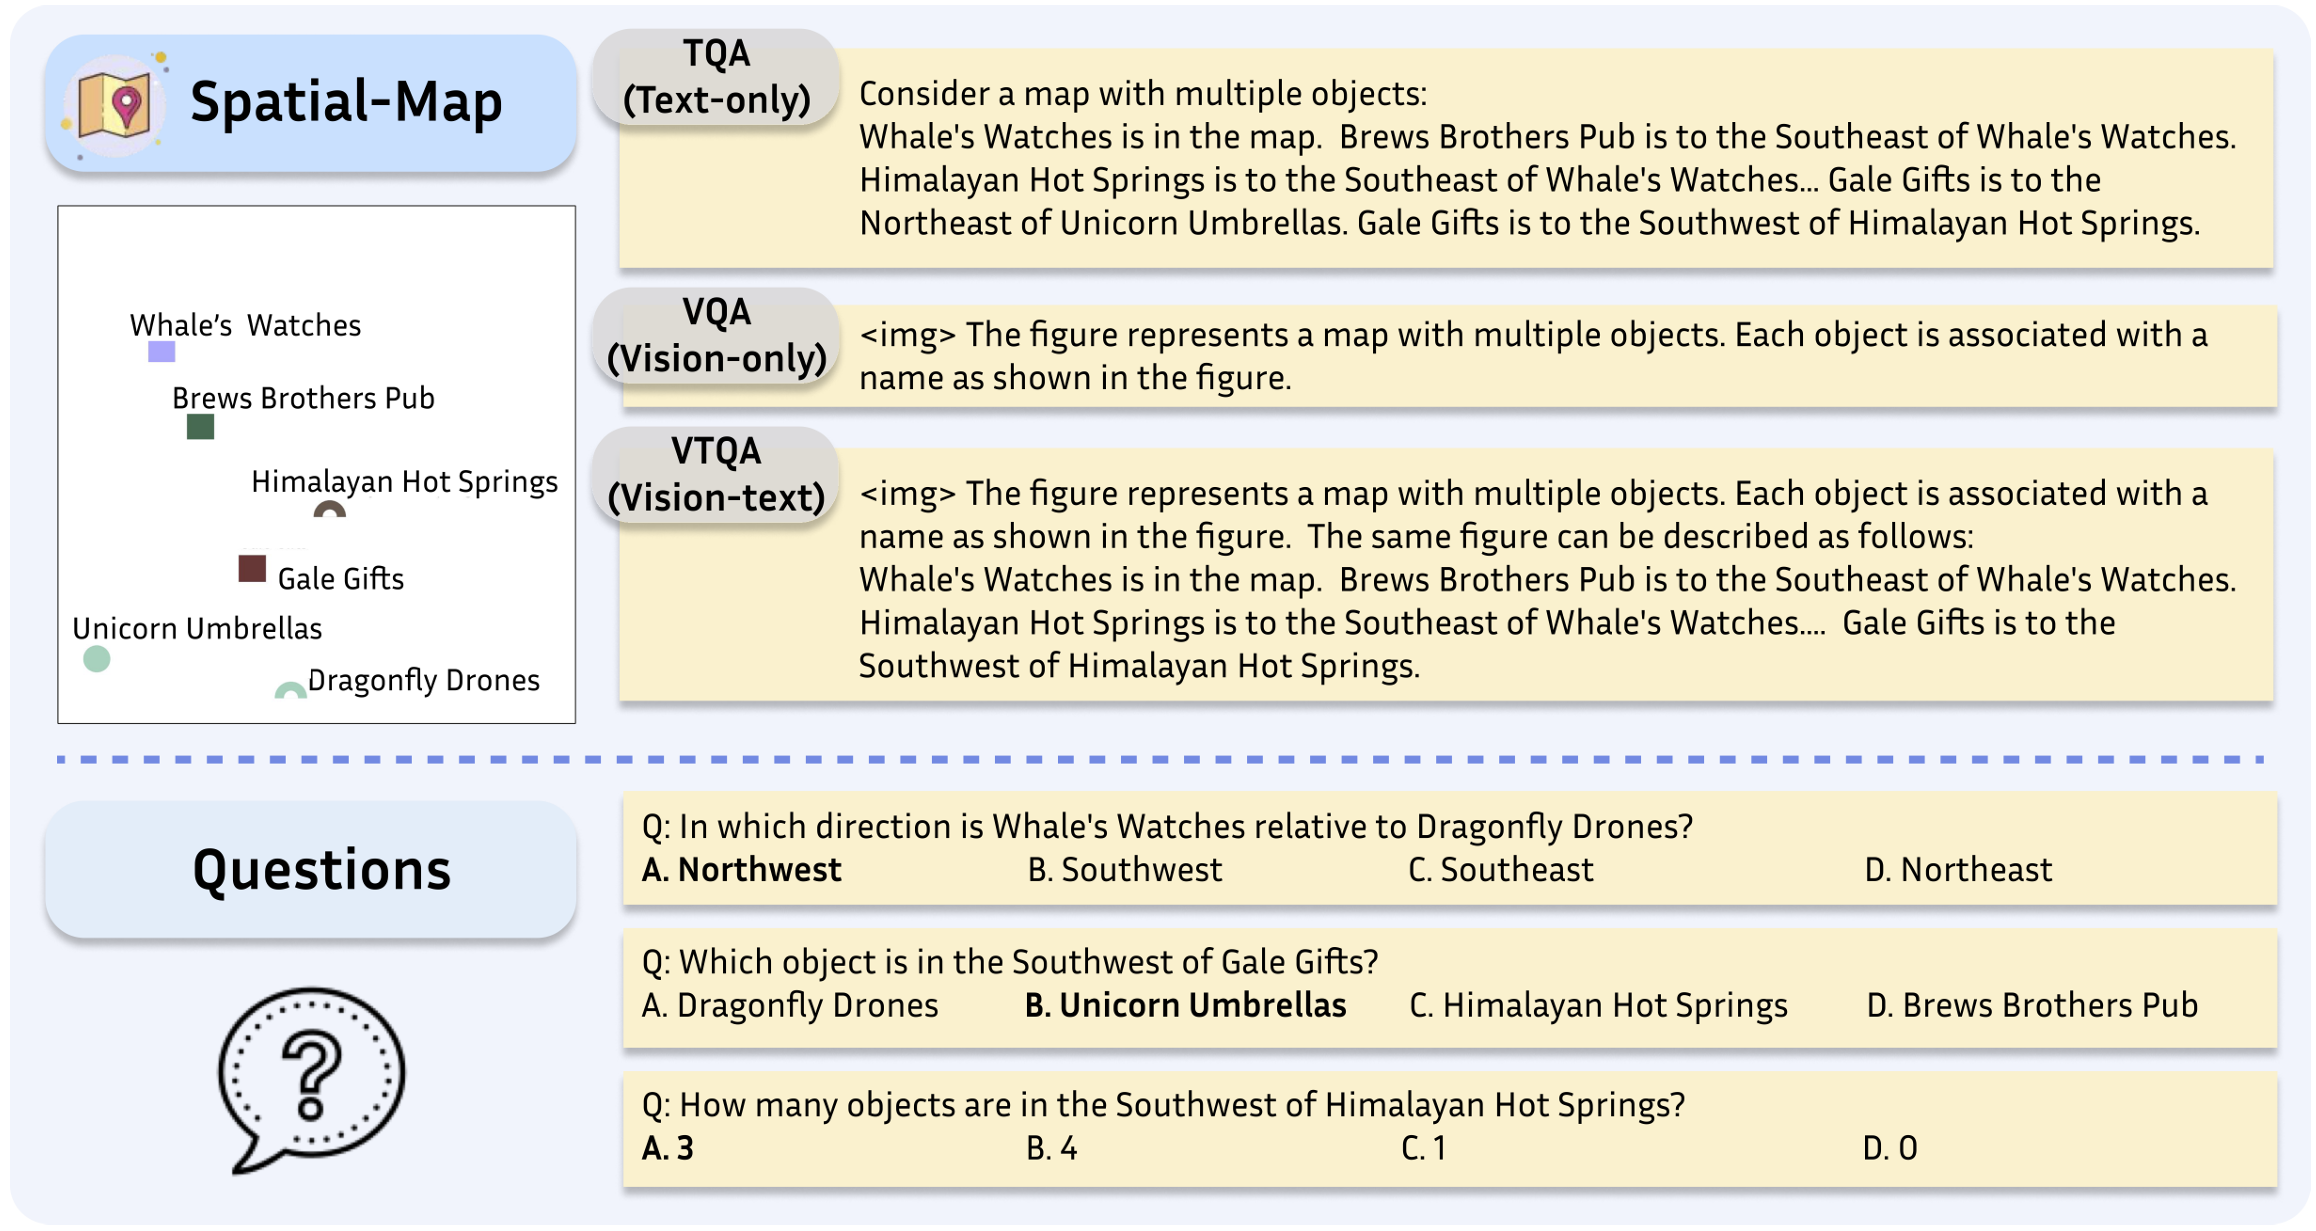 Spatial-Map
Whale’s  Watches
Brews Brothers Pub
Himalayan Hot Springs
Gale Gifts
Unicorn Umbrellas
Dragonfly Drones
TQA
(Text-only)
Consider a map with multiple objects:
Whale's Watches is in the map.  Brews Brothers Pub is to the Southeast of Whale's Watches.
Himalayan Hot Springs is to the Southeast of Whale's Watches... Gale Gifts is to the
Northeast of Unicorn Umbrellas. Gale Gifts is to the Southwest of Himalayan Hot Springs.
VQA
(Vision-only)
<img> The figure represents a map with multiple objects. Each object is associated with a
name as shown in the figure.
VTQA
(Vision-text)
<img> The figure represents a map with multiple objects. Each object is associated with a
name as shown in the figure.  The same figure can be described as follows:
Whale's Watches is in the map.  Brews Brothers Pub is to the Southeast of Whale's Watches.
Himalayan Hot Springs is to the Southeast of Whale's Watches....  Gale Gifts is to the
Southwest of Himalayan Hot Springs.
Questions
Q: In which direction is Whale's Watches relative to Dragonfly Drones?
A. Northwest B. Southwest C. Southeast D. Northeast
Q: Which object is in the Southwest of Gale Gifts?
A. Dragonfly Drones B. Unicorn Umbrellas C. Himalayan Hot Springs D. Brews Brothers Pub
Q: How many objects are in the Southwest of Himalayan Hot Springs?
A. 3 B. 4 C. 1 D. 0